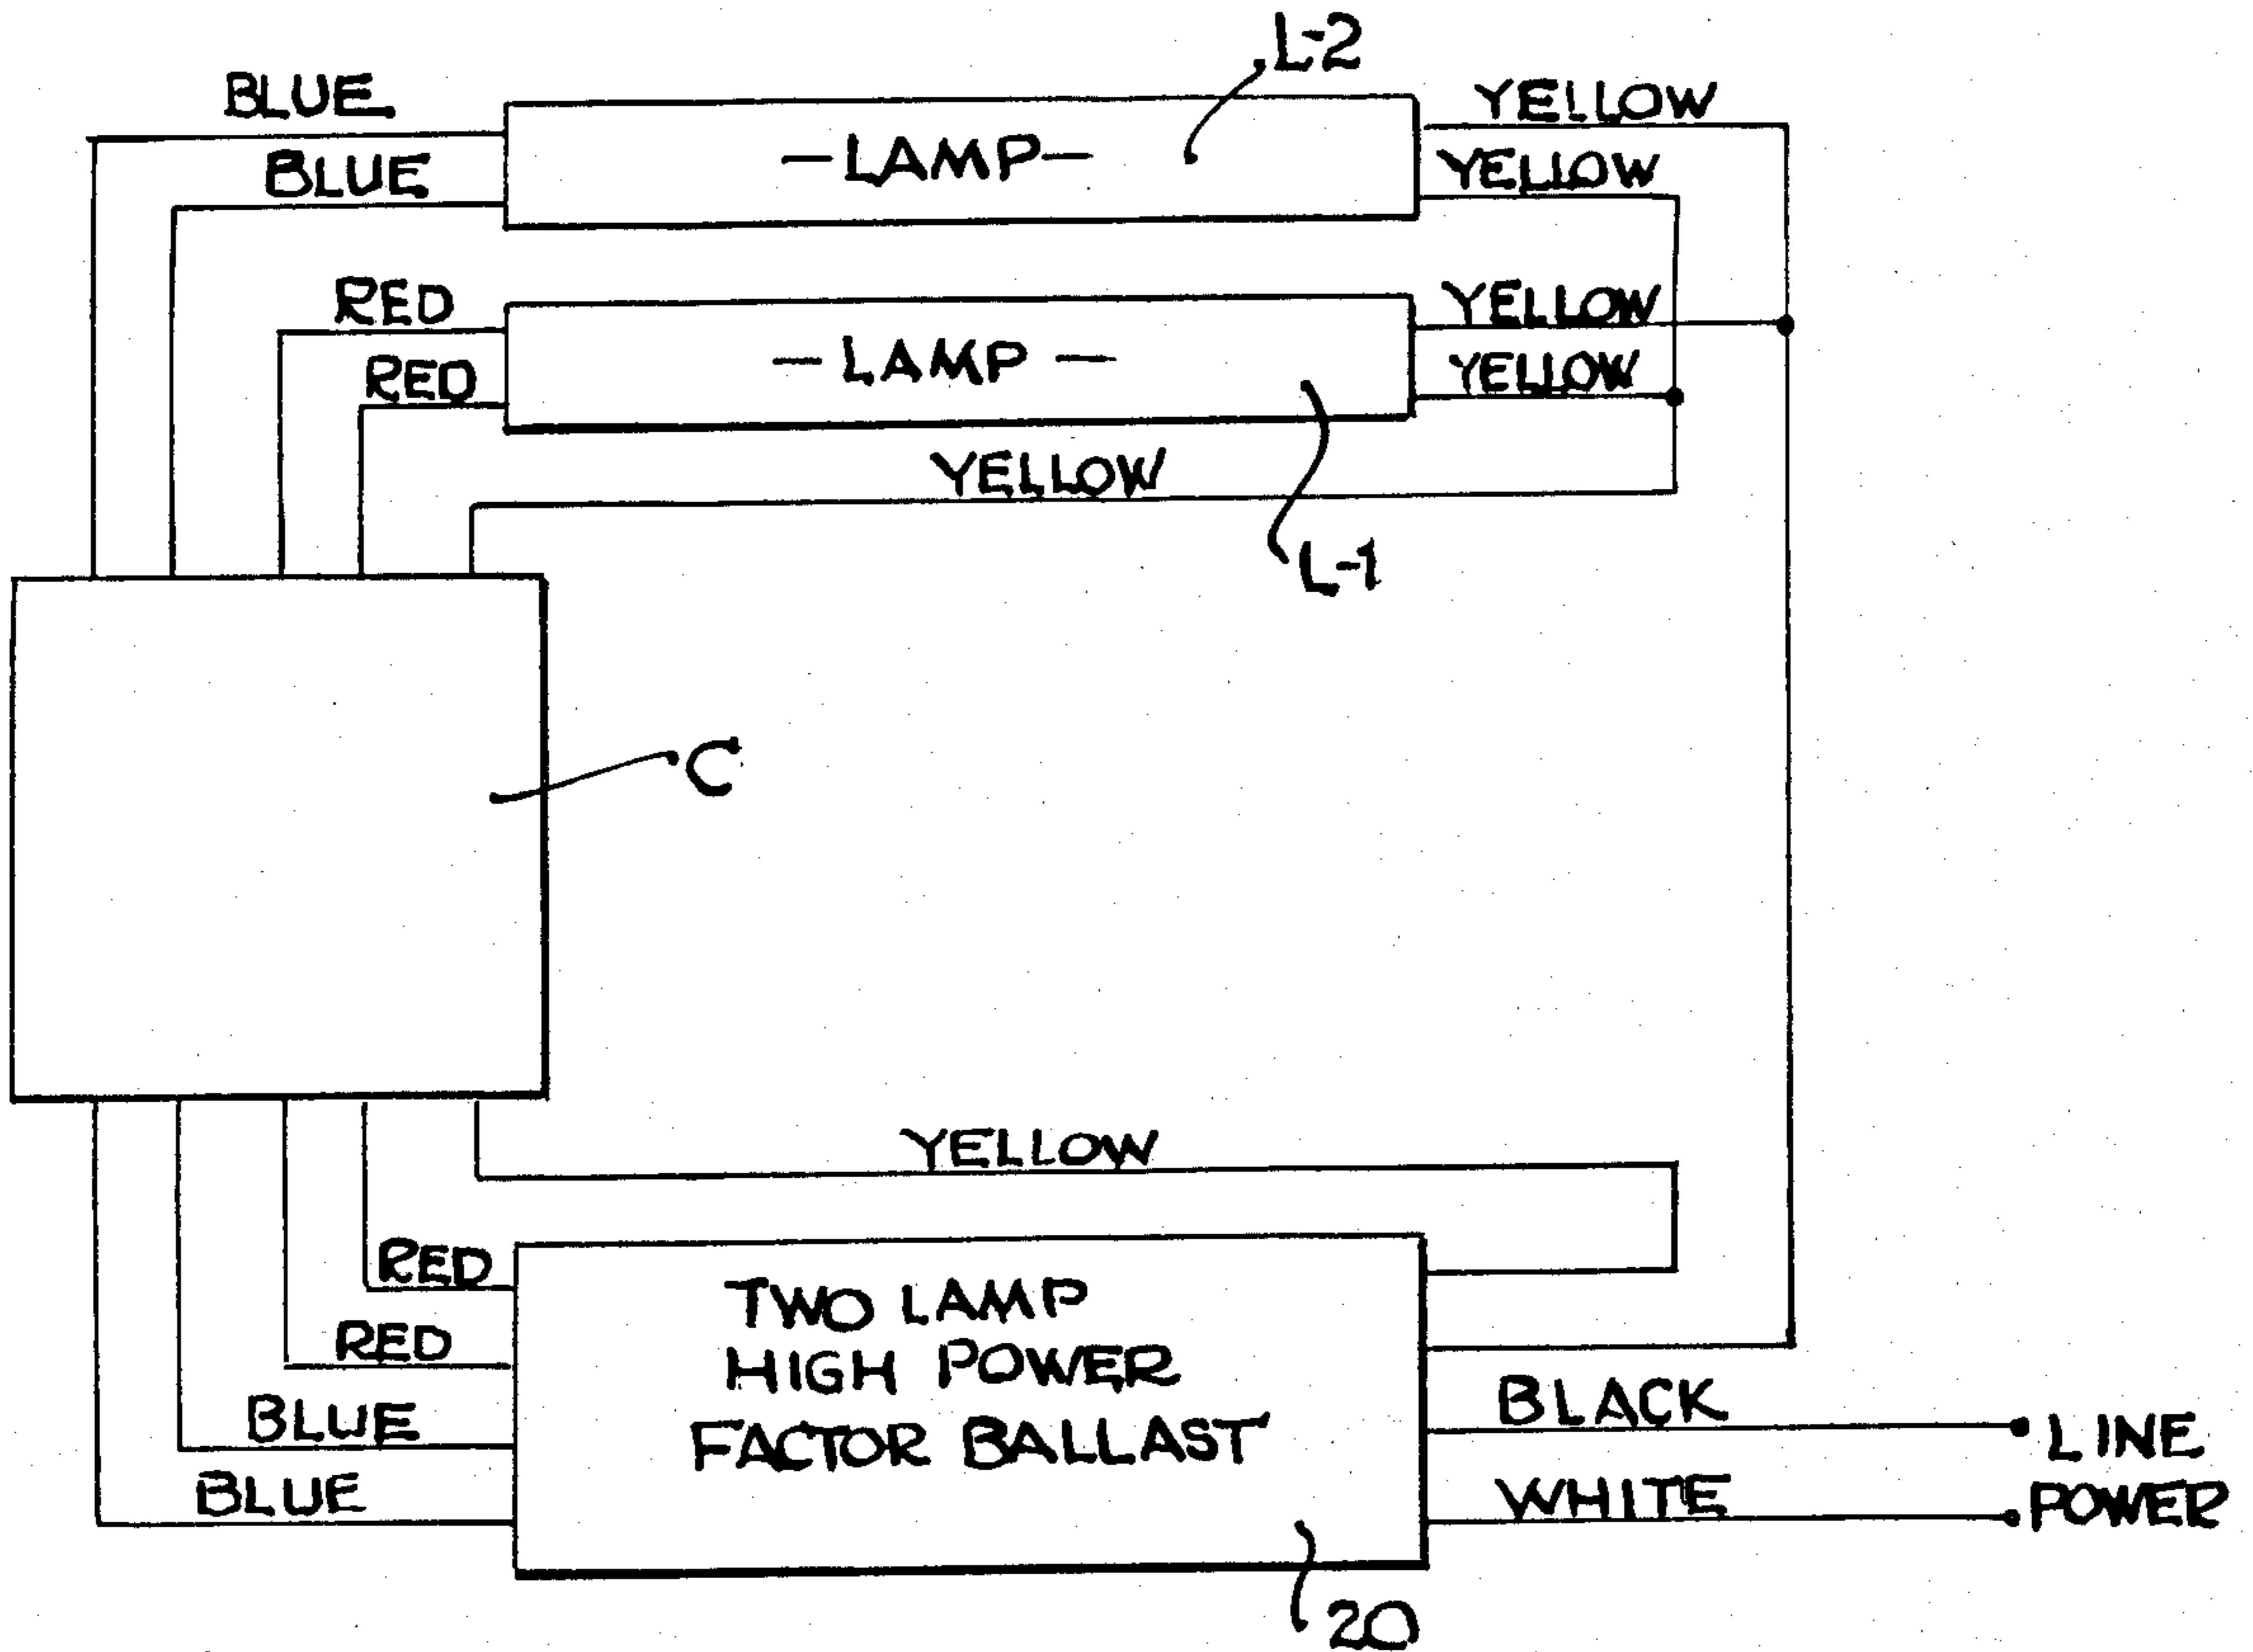 L-2
BLUE
YELLOW
-LAMP-
BLUE
YELLOW
RED
YELLOW
-LAMP-
RED
YELLOW
YELLOW
L-1
C
YELLOW
RED
TWO LAMP
RED
HIGH POWER
BLACK
BLUE
FACTOR BALLAST
LINE
BLUE
WHITE
POWER
20